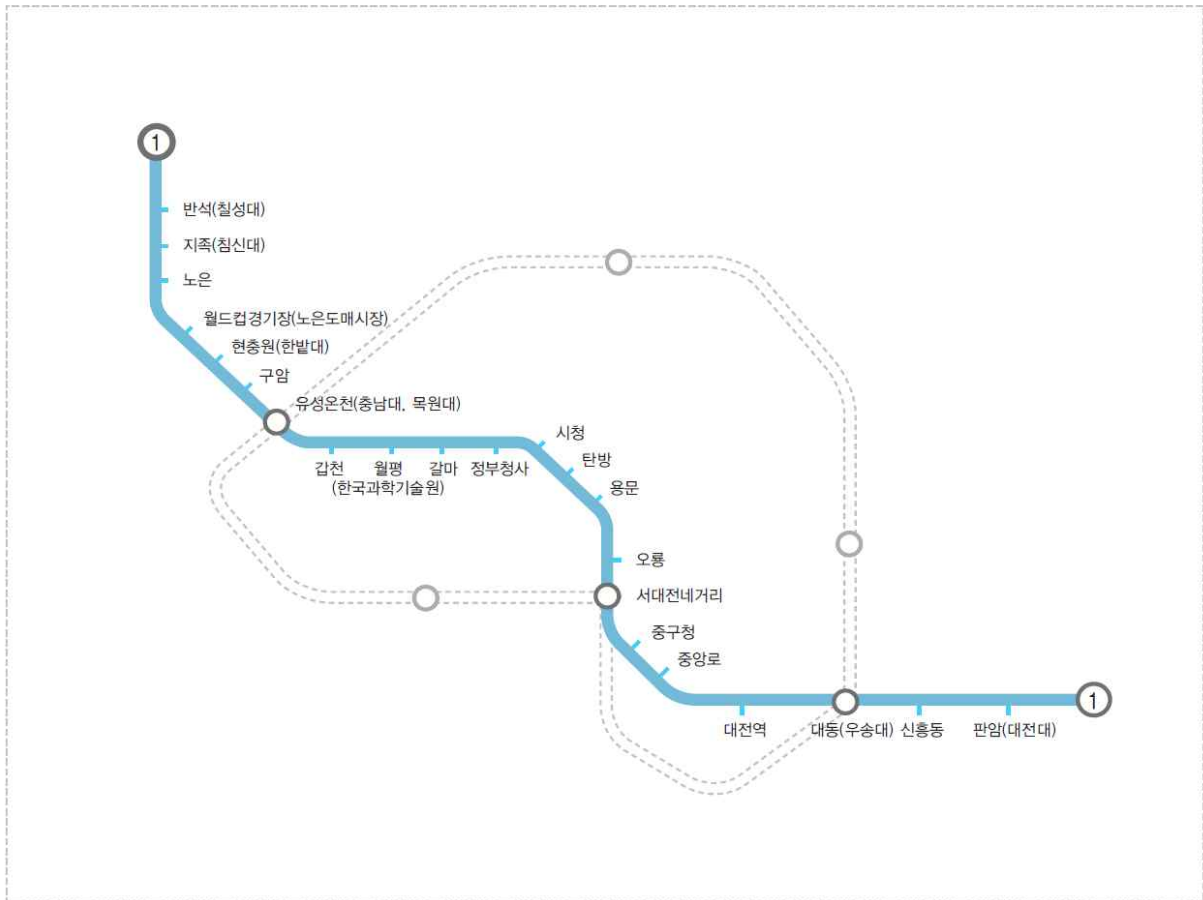 1
반석(칠성대)
지족(침신대)
노은
월드컵경기장(노은도매시장)
현충원(한밭대)
구암
유성온천(충남대, 목원대)
갑천 월평 갈마 정부청사
(한국과학기술원)
시청
탄방
용문
오룡
서대전네거리
중구청
중앙로
1
대전역 대동(우송대) 신흥동 판암(대전대)